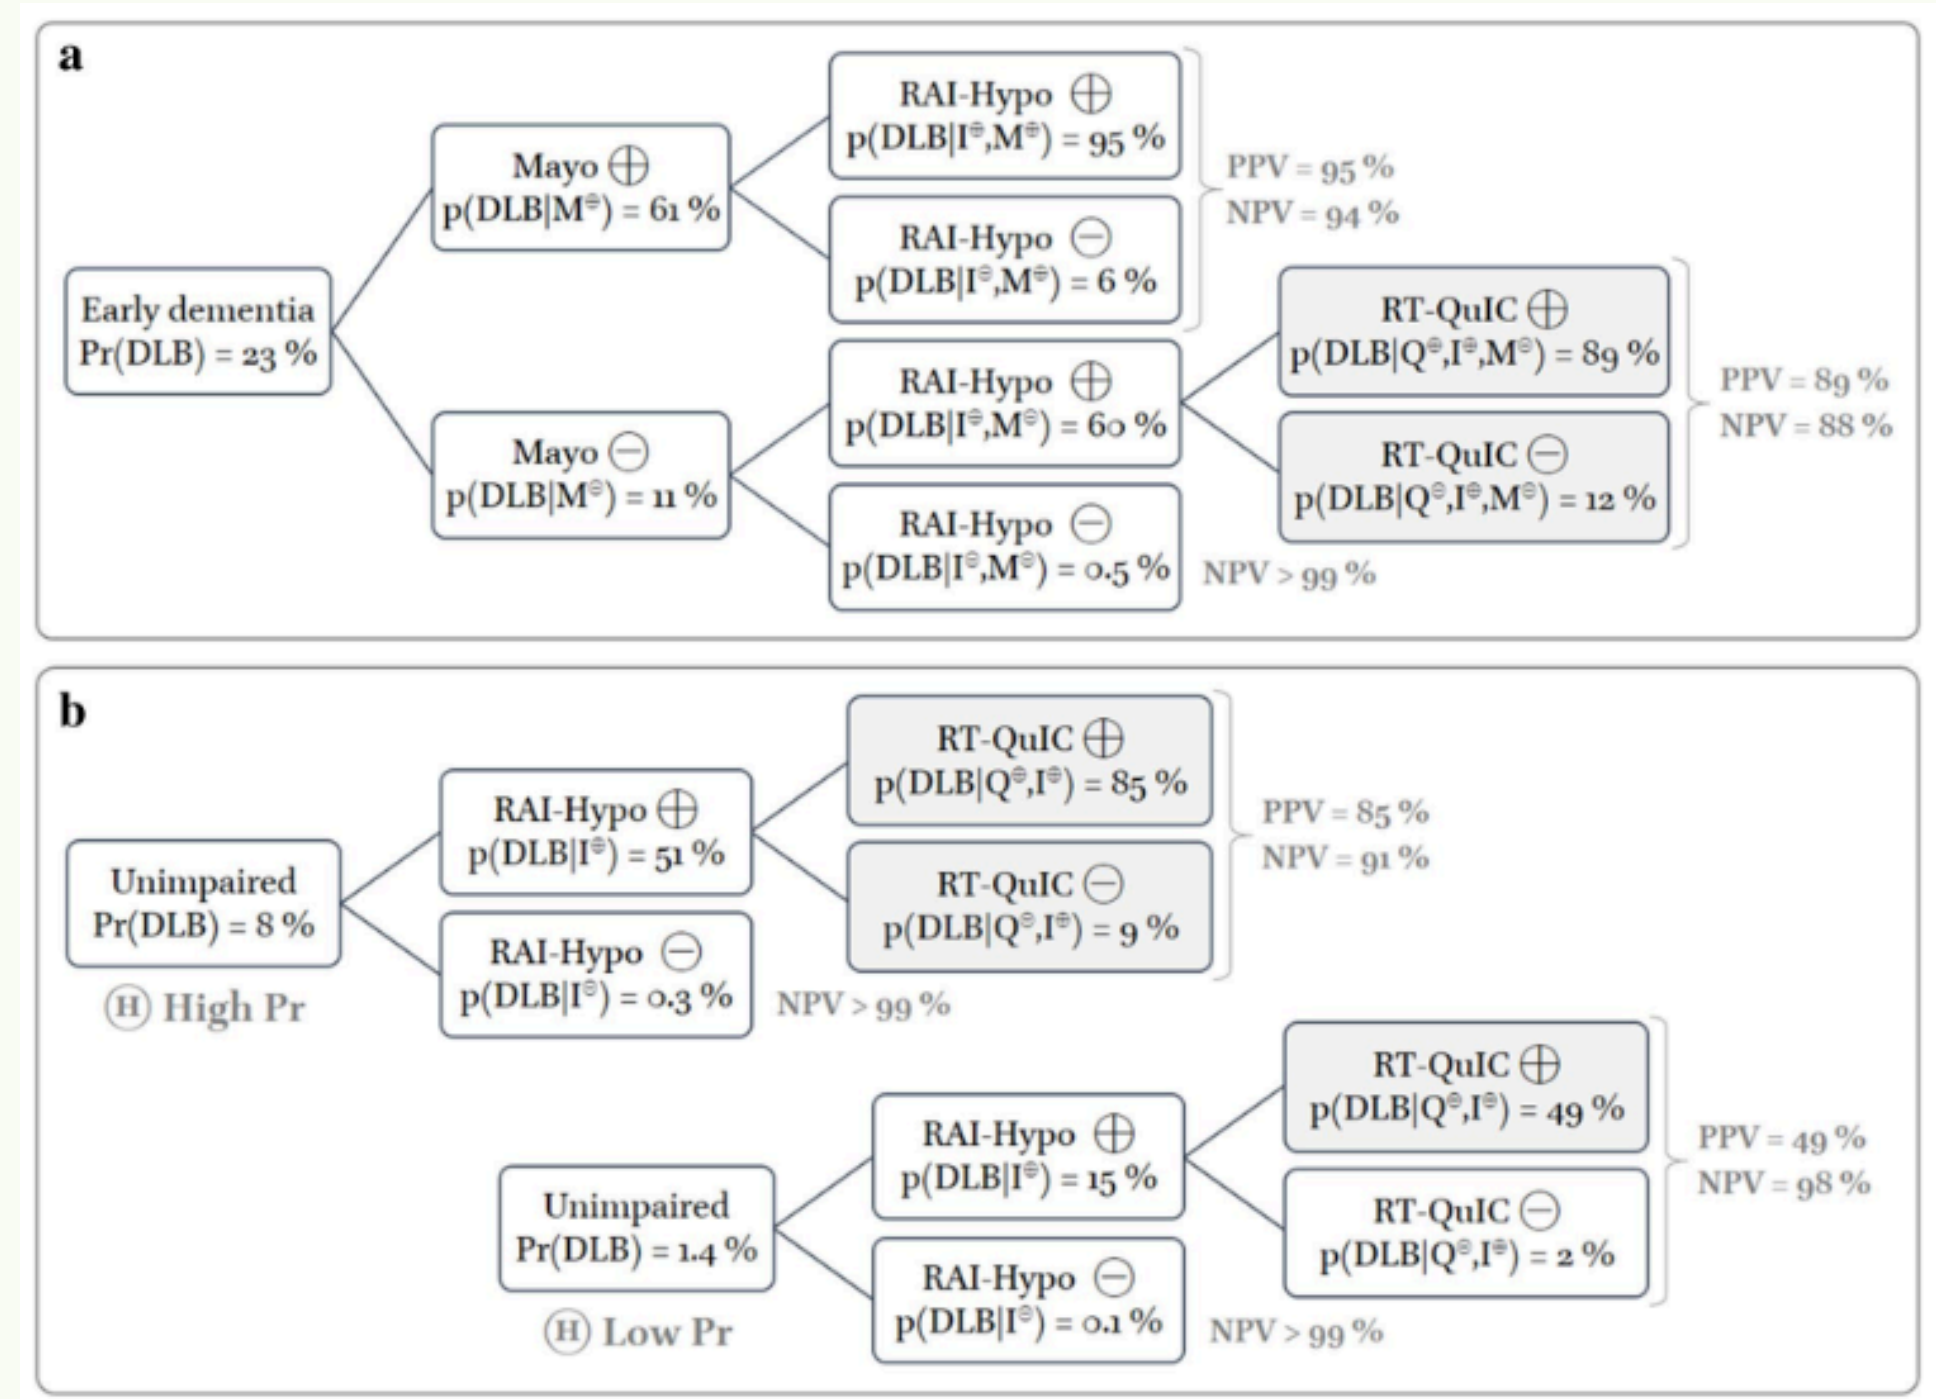 a
Early dementia
Pr(DLB) = 23 %
Mayo ⊕
p(DLB|M⊕) = 61 %
Mayo ⊖
p(DLB|M⊖) = 11 %
RAI-Hypo ⊕
p(DLB|I⊕,M⊕) = 95 %
RAI-Hypo ⊖
p(DLB|I⊖,M⊕) = 6 %
PPV = 95 %
NPV = 94 %
RAI-Hypo ⊕
p(DLB|I⊕,M⊖) = 60 %
RAI-Hypo ⊖
p(DLB|I⊖,M⊖) = 0.5 %
NPV > 99 %
RT-QuIC ⊕
p(DLB|Q⊕,I⊕,M⊖) = 89 %
RT-QuIC ⊖
p(DLB|Q⊖,I⊕,M⊖) = 12 %
PPV = 89 %
NPV = 88 %
b
Unimpaired
Pr(DLB) = 8 %
H High Pr
RAI-Hypo ⊕
p(DLB|I⊕) = 51 %
RAI-Hypo ⊖
p(DLB|I⊖) = 0.3 %
NPV > 99 %
RT-QuIC ⊕
p(DLB|Q⊕,I⊕) = 85 %
RT-QuIC ⊖
p(DLB|Q⊖,I⊕) = 9 %
PPV = 85 %
NPV = 91 %
Unimpaired
Pr(DLB) = 1.4 %
H Low Pr
RAI-Hypo ⊕
p(DLB|I⊕) = 15 %
RAI-Hypo ⊖
p(DLB|I⊖) = 0.1 %
NPV > 99 %
RT-QuIC ⊕
p(DLB|Q⊕,I⊕) = 49 %
RT-QuIC ⊖
p(DLB|Q⊖,I⊕) = 2 %
PPV = 49 %
NPV = 98 %